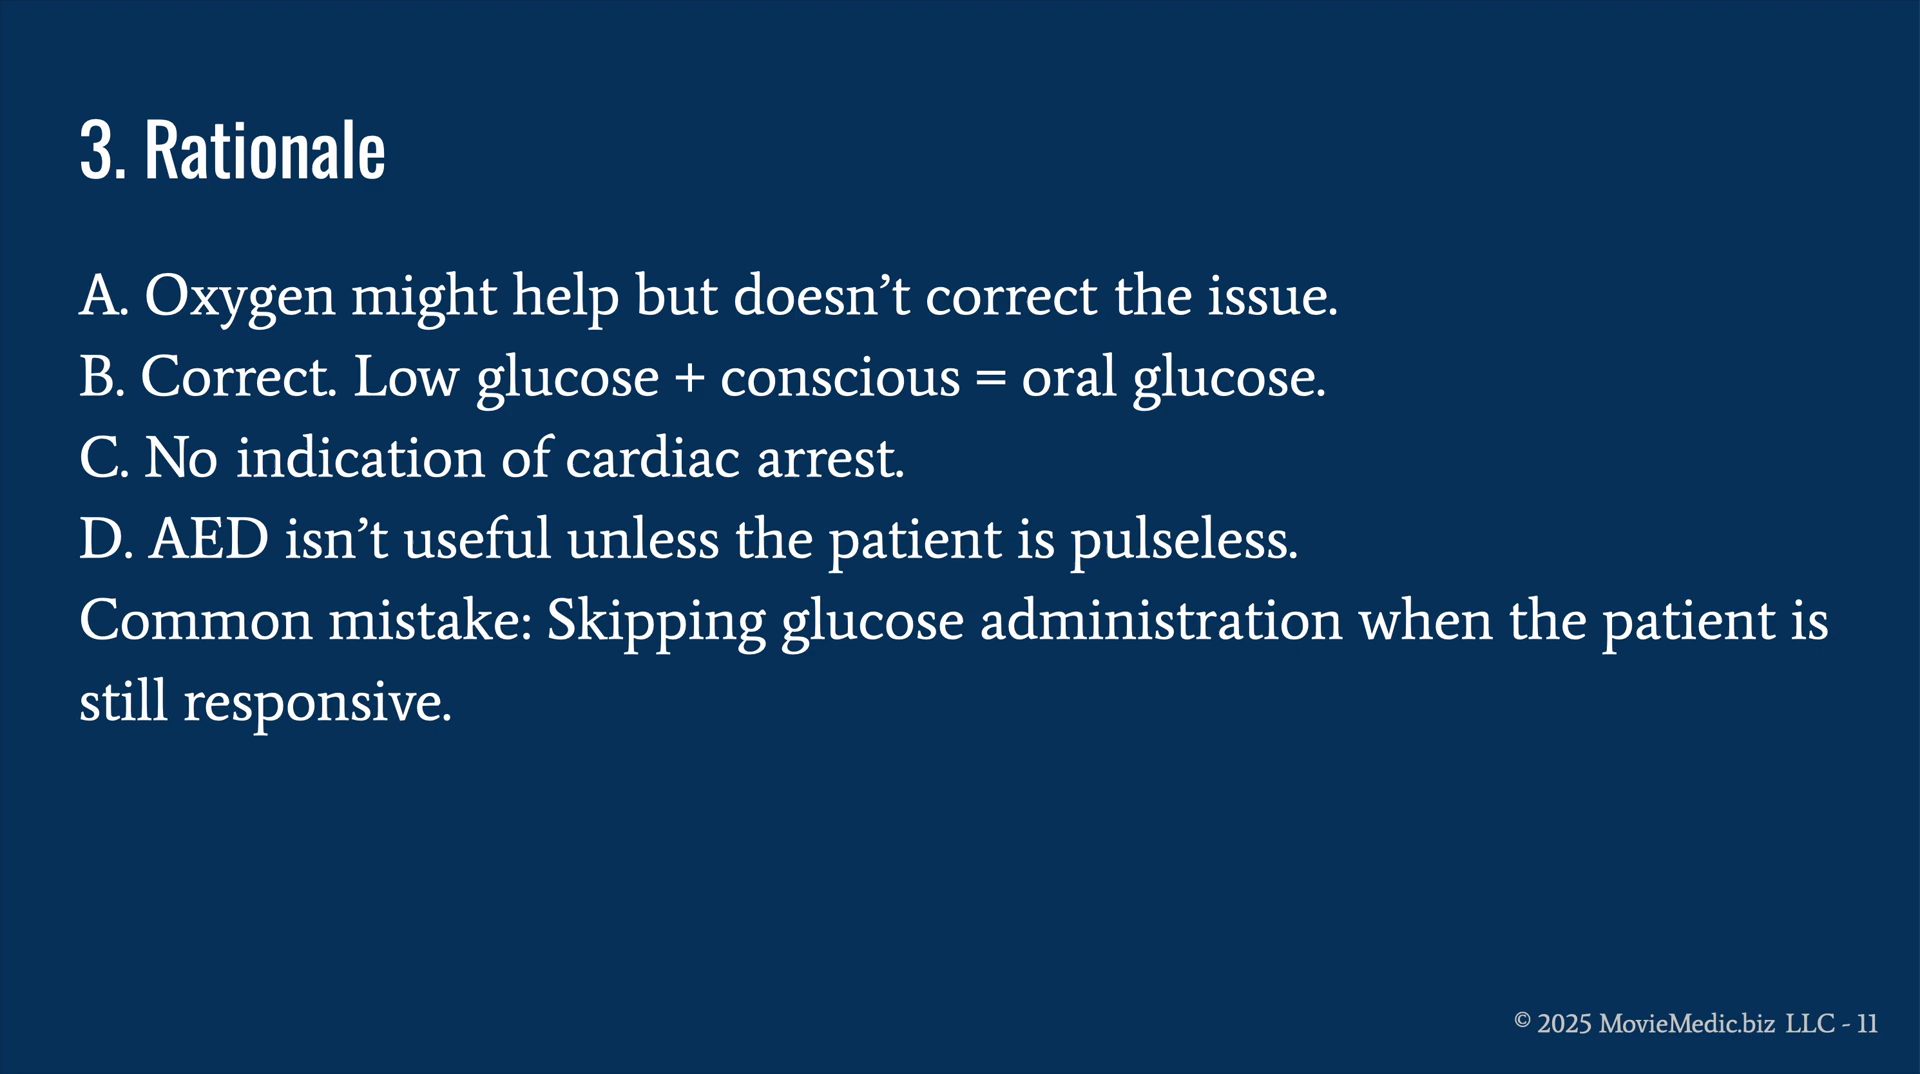 3. Rationale
A. Oxygen might help but doesn’t correct the issue.
B. Correct. Low glucose + conscious = oral glucose.
C. No indication of cardiac arrest.
D. AED isn’t useful unless the patient is pulseless.
Common mistake: Skipping glucose administration when the patient is
still responsive.
© 2025 MovieMedic.biz LLC - 11